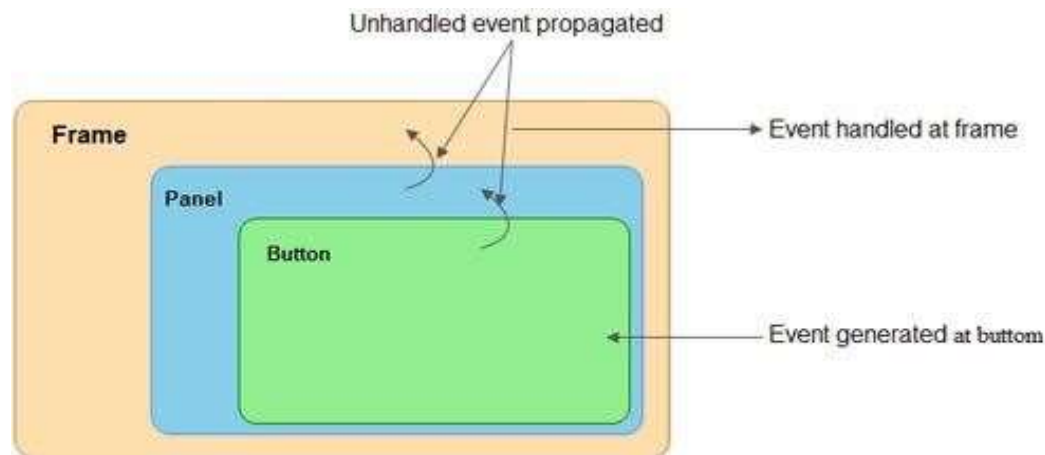 Unhandled event propagated
Frame
Event handled at frame
Panel
Button
Event generated at buttom